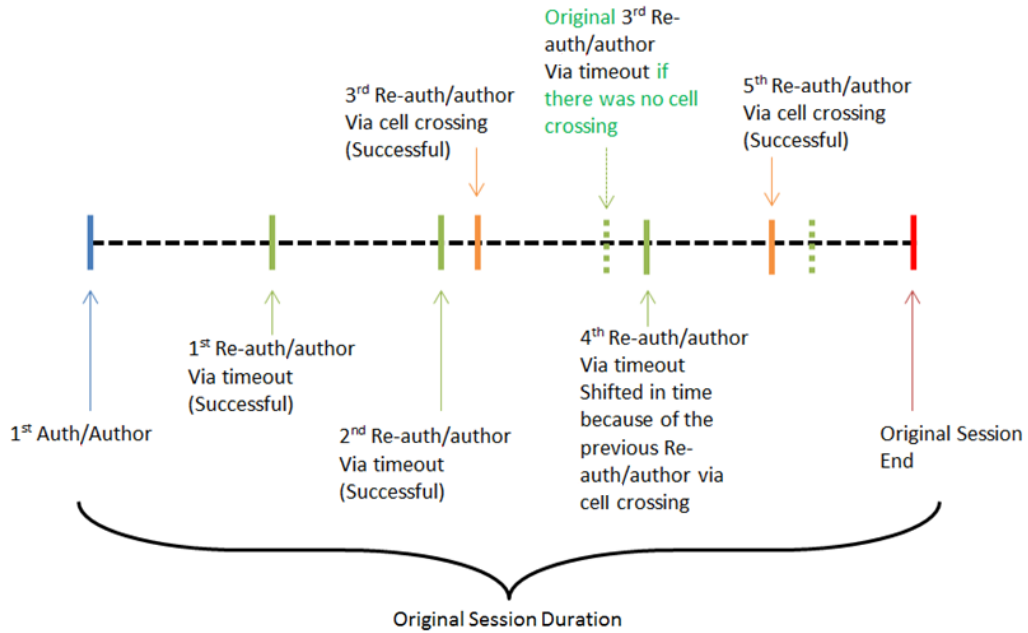 Original 3rd Re-
auth/author
Via timeout if
there was no cell
crossing
3rd Re-auth/author
Via cell crossing
(Successful)
5th Re-auth/author
Via cell crossing
(Successful)
1st Re-auth/author
Via timeout
(Successful)
4th Re-auth/author
Via timeout
Shifted in time
because of the
previous Re-
auth/author via
cell crossing
1st Auth/Author
2nd Re-auth/author
Via timeout
(Successful)
Original Session
End
Original Session Duration